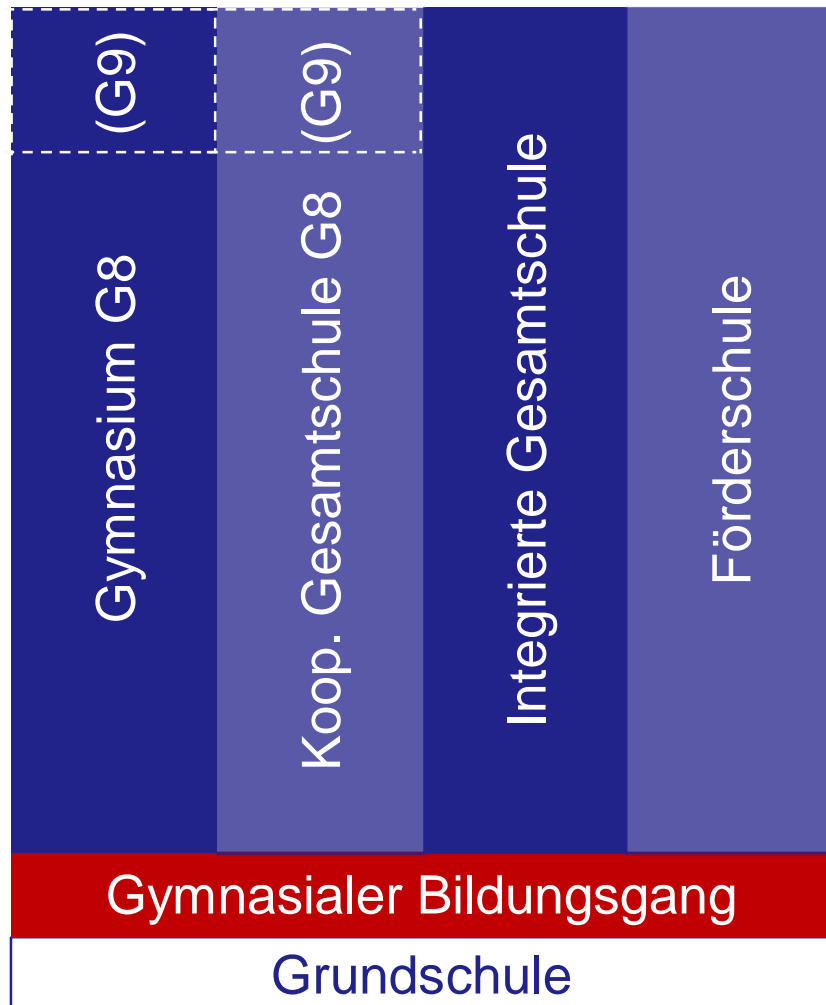 (G9)
Gymnasium G8
(G9)
Koop. Gesamtschule G8
Integrierte Gesamtschule
Förderschule
Gymnasialer Bildungsgang
Grundschule